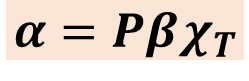 α = Pβχ_T